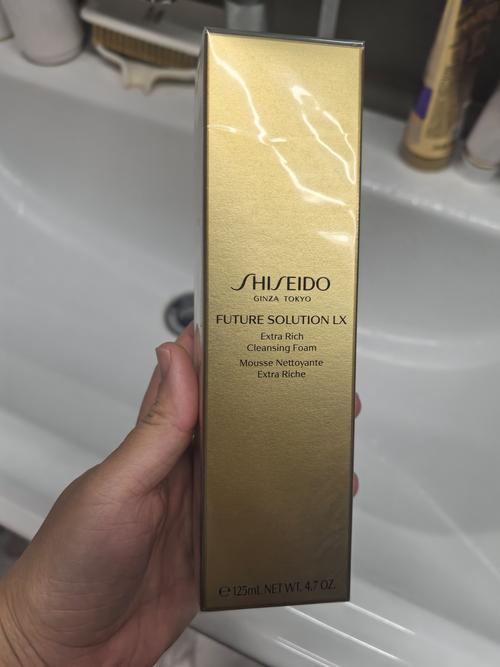 SHISEIDO
GINZA TOKYO
FUTURE SOLUTION LX
Extra Rich
Cleansing Foam
Mousse Nettoyante
Extra Riche
℮ 125mL NET WT. 4.7 OZ.